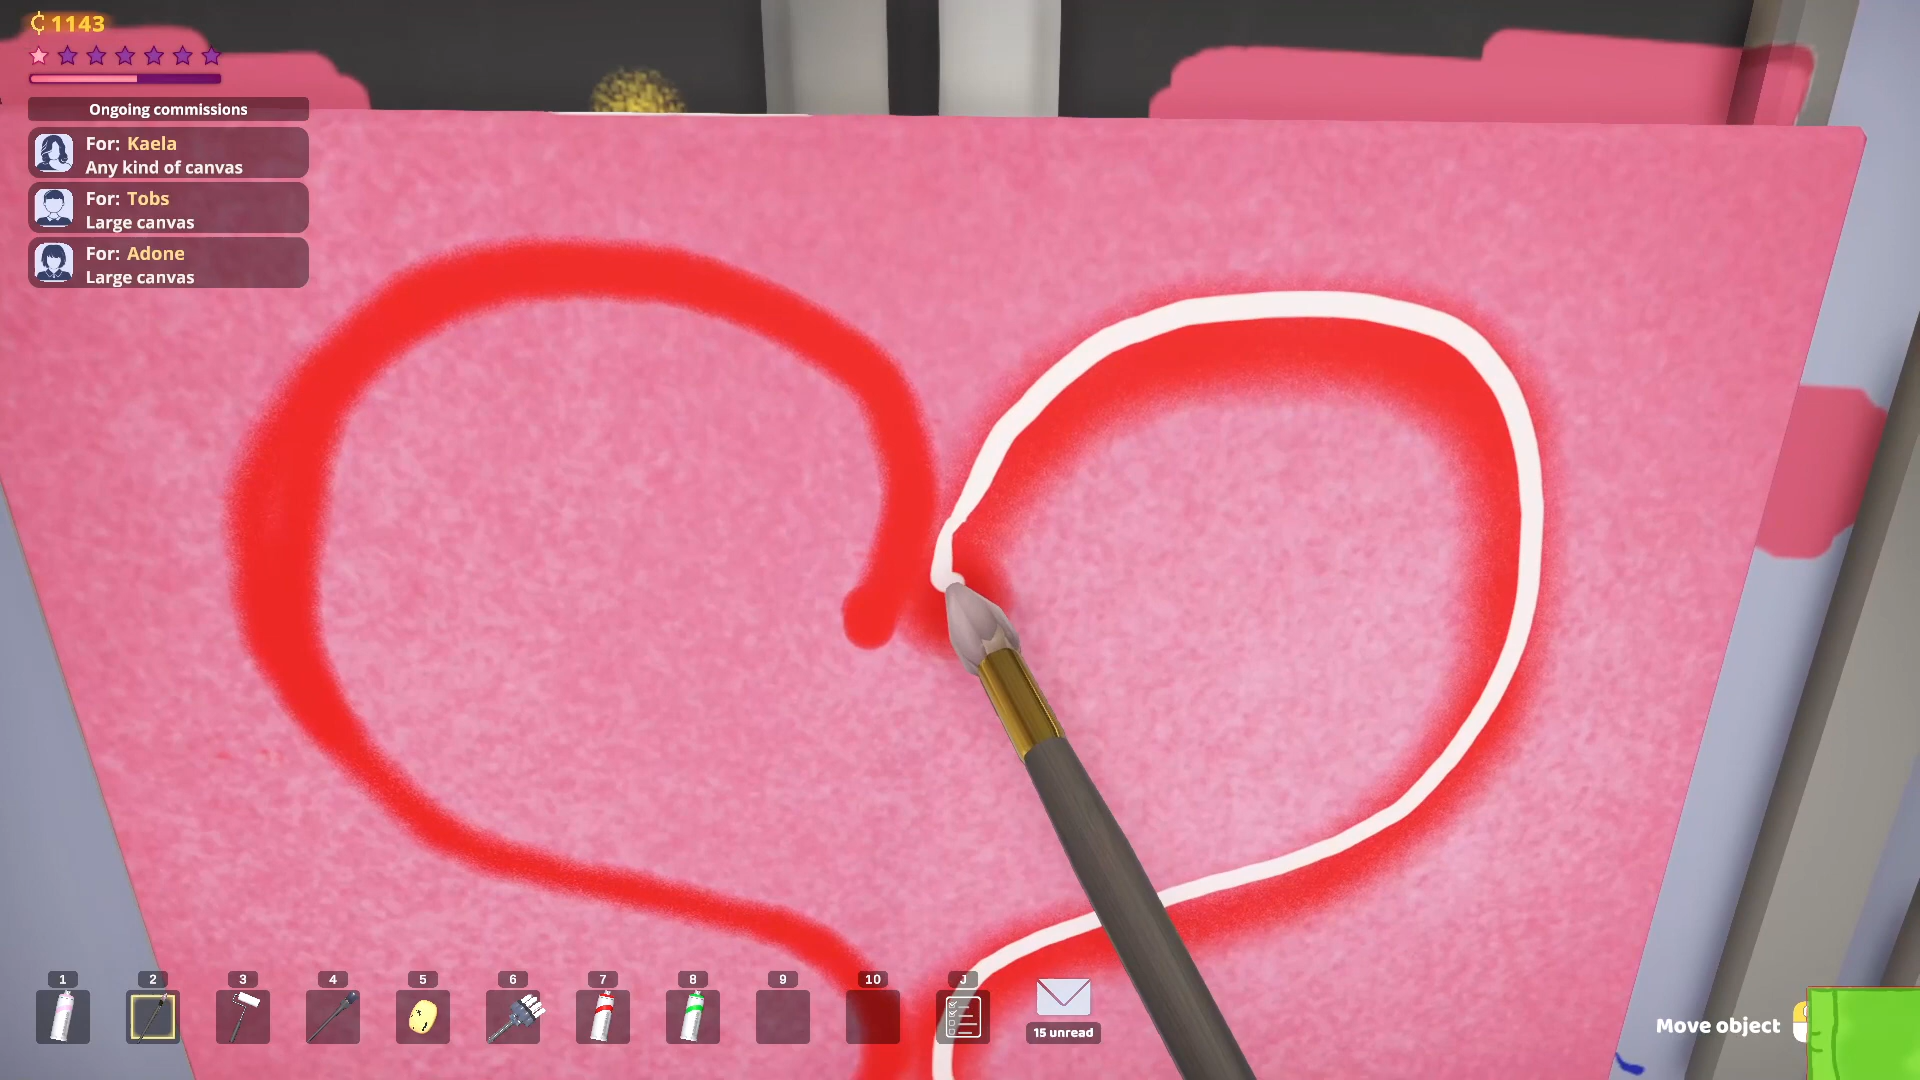 ₵ 1143
Ongoing commissions
For: Kaela
Any kind of canvas
For: Tobs
Large canvas
For: Adone
Large canvas
1 2 3 4 5 6 7 8 9 10 J
15 unread
Move object